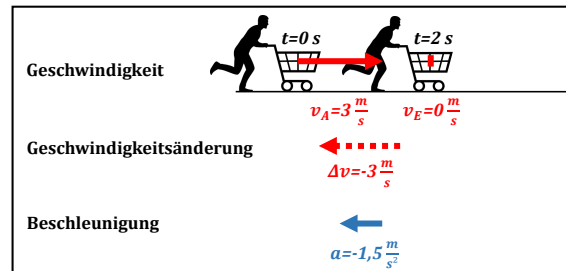 t=0 s t=2 s
Geschwindigkeit
v_A=3 m/s v_E=0 m/s
Geschwindigkeitsänderung
Δv=-3 m/s
Beschleunigung
a=-1,5 m/s²